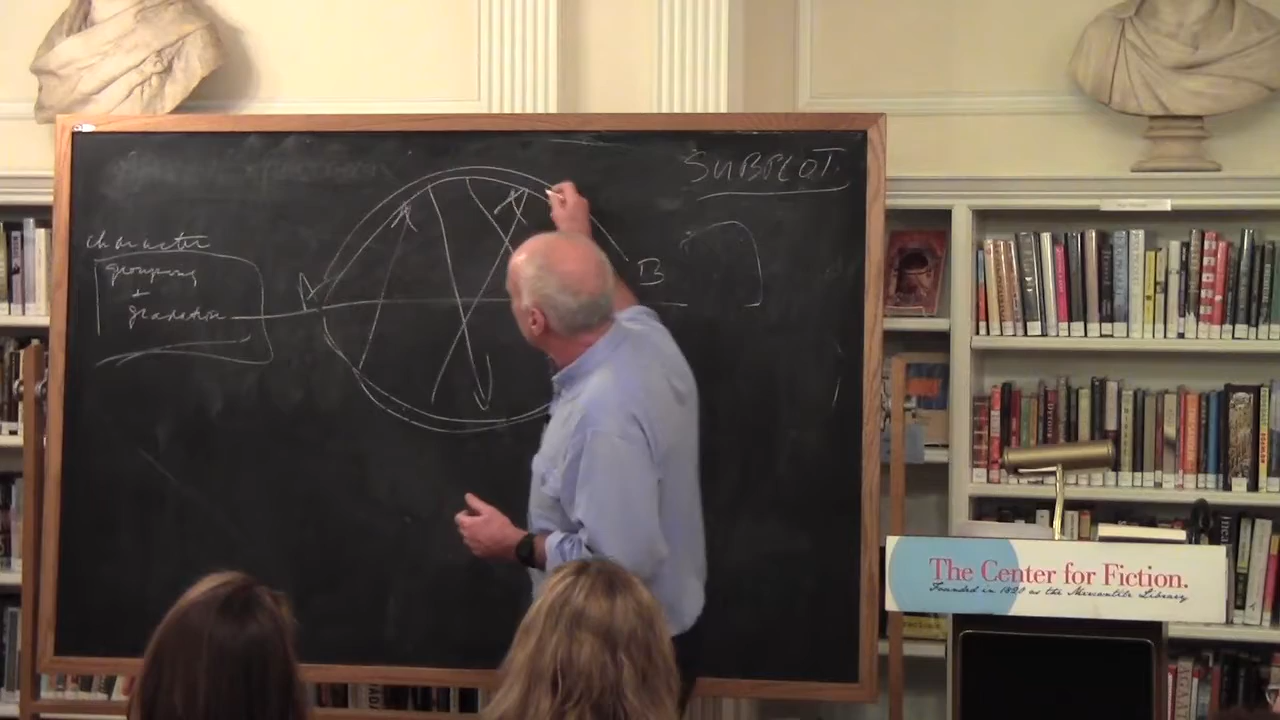 SUBPLOT.
character
grouping
+
gradation
A
B
The Center for Fiction.
Founded in 1820 as the Mercantile Library